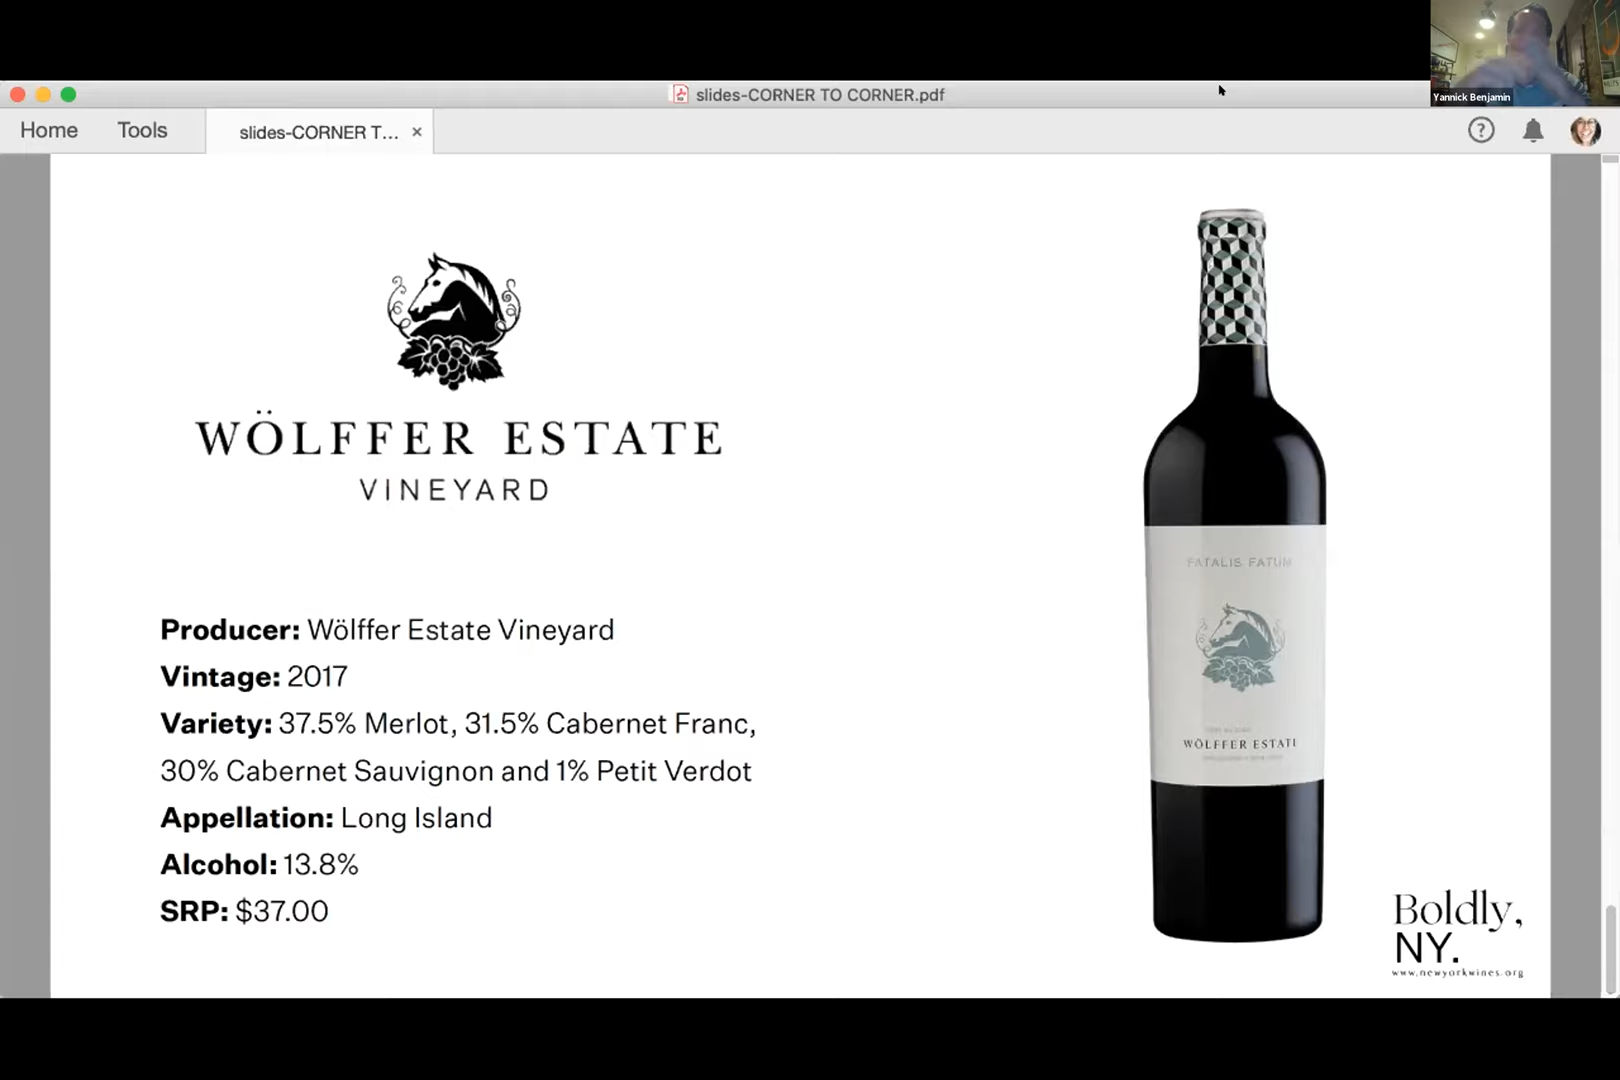 Yannick Benjamin
slides-CORNER TO CORNER.pdf
Home
Tools
slides-CORNER T...
×
?
WÖLFFER ESTATE
VINEYARD
Producer: Wölffer Estate Vineyard
Vintage: 2017
Variety: 37.5% Merlot, 31.5% Cabernet Franc,
30% Cabernet Sauvignon and 1% Petit Verdot
Appellation: Long Island
Alcohol: 13.8%
SRP: $37.00
FATALIS FATUM
WÖLFFER ESTATE
Boldly,
NY.
www.newyorkwines.org